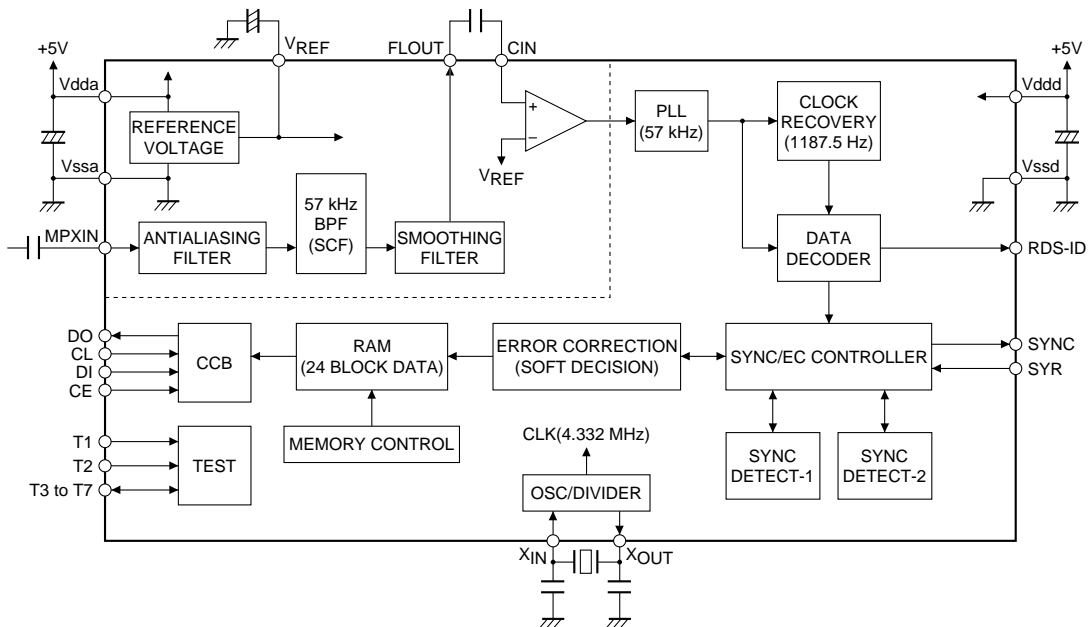 VREF
FLOUT
CIN
+5V
+5V
Vdda
Vddd
REFERENCE
VOLTAGE
+
−
VREF
PLL
(57 kHz)
CLOCK
RECOVERY
(1187.5 Hz)
Vssa
Vssd
MPXIN
ANTIALIASING
FILTER
57 kHz
BPF
(SCF)
SMOOTHING
FILTER
DATA
DECODER
RDS-ID
DO
CL
DI
CE
CCB
RAM
(24 BLOCK DATA)
ERROR CORRECTION
(SOFT DECISION)
SYNC/EC CONTROLLER
SYNC
SYR
T1
T2
T3 to T7
TEST
MEMORY CONTROL
CLK(4.332 MHz)
OSC/DIVIDER
SYNC
DETECT-1
SYNC
DETECT-2
XIN
XOUT